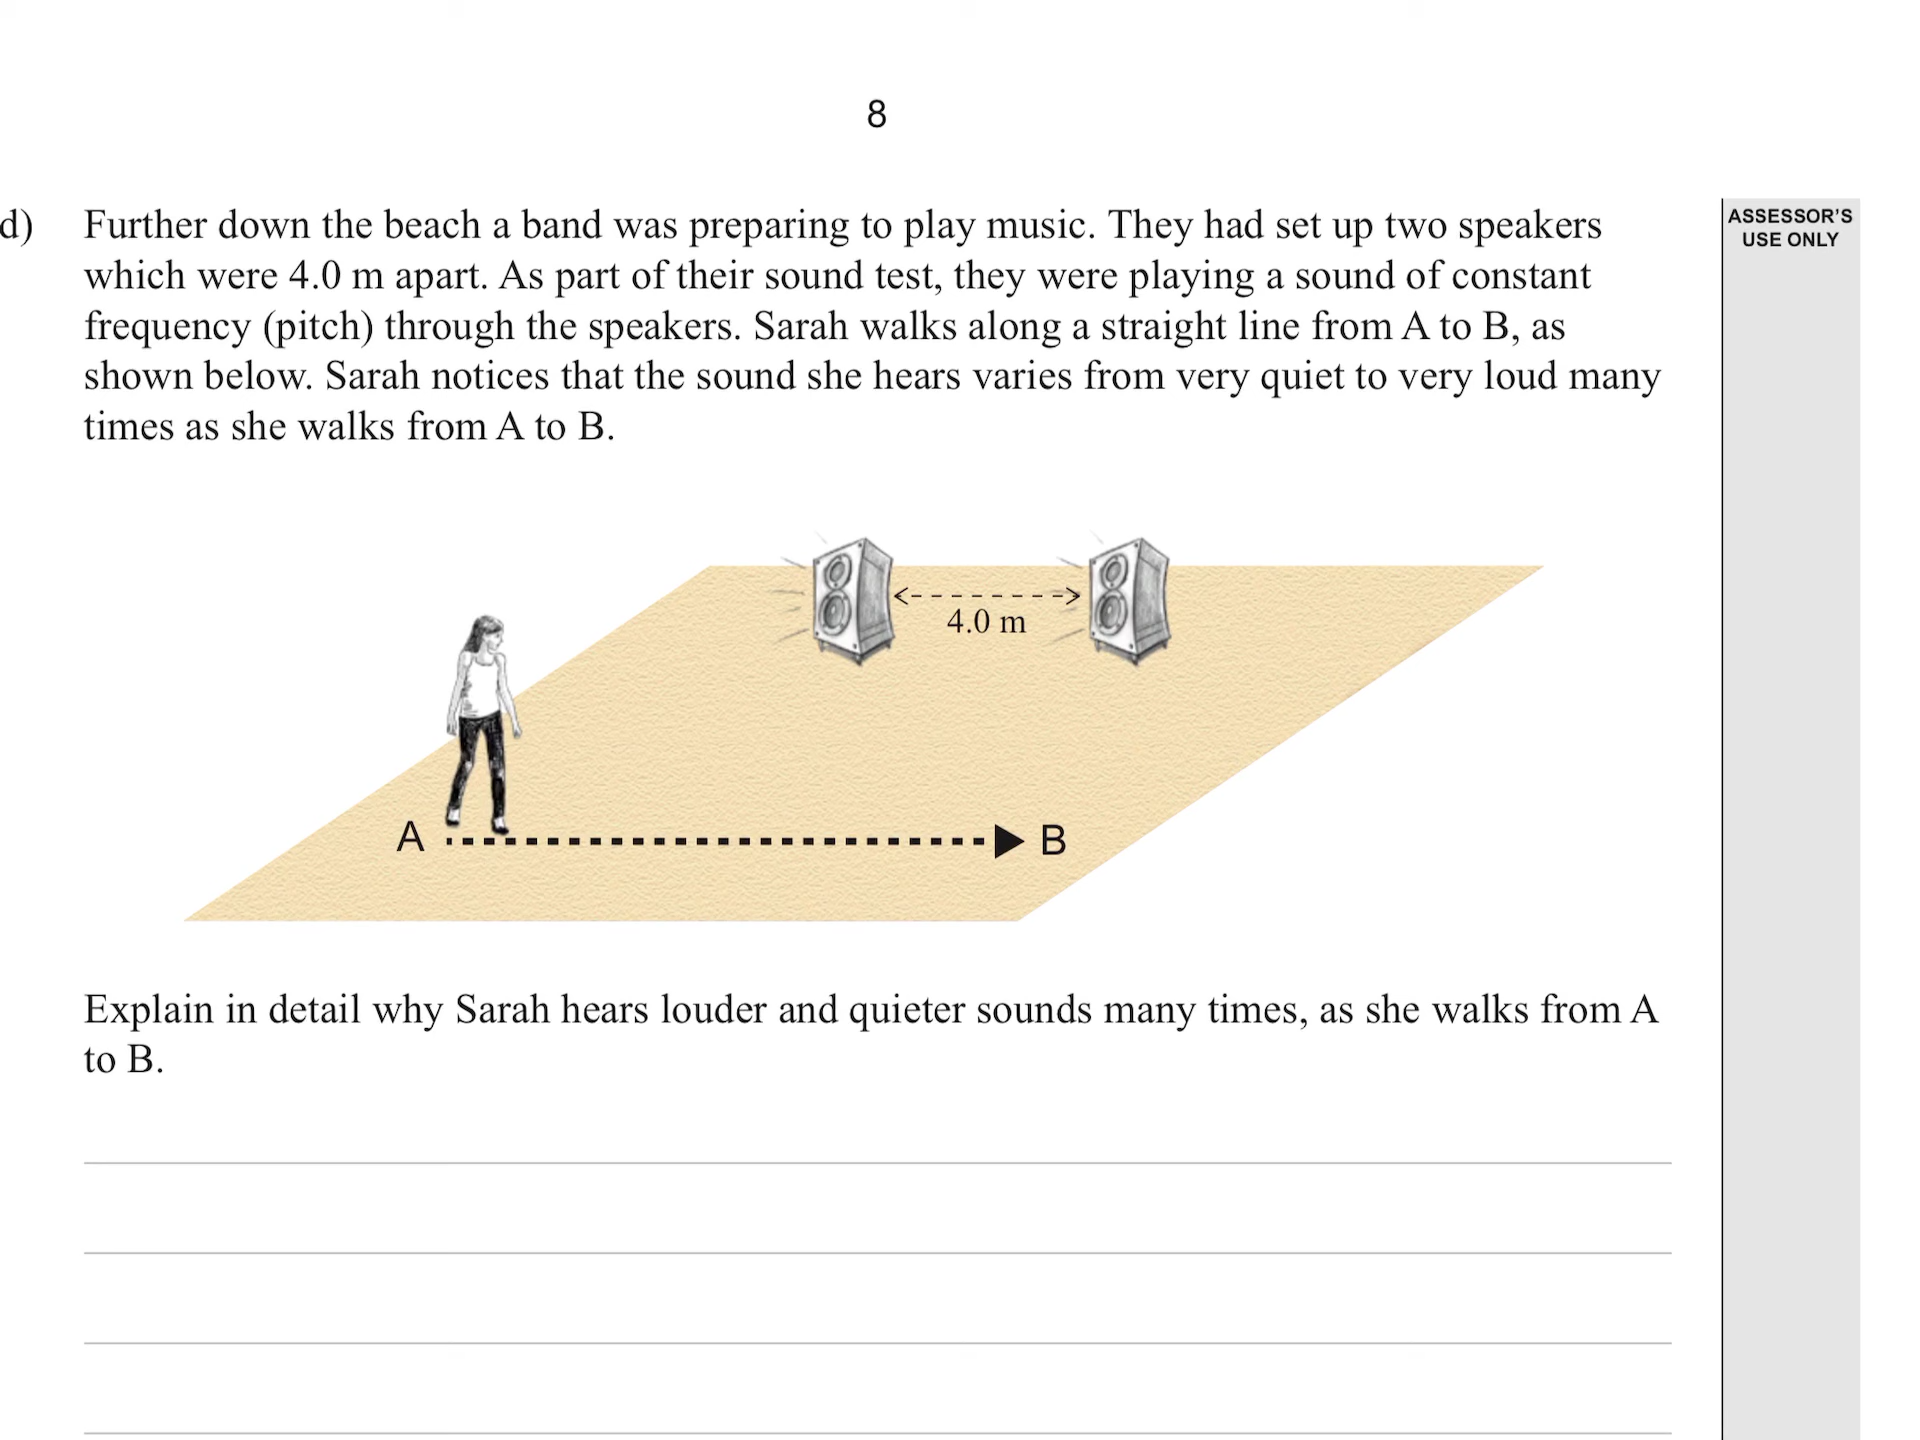 8
d) Further down the beach a band was preparing to play music. They had set up two speakers
which were 4.0 m apart. As part of their sound test, they were playing a sound of constant
frequency (pitch) through the speakers. Sarah walks along a straight line from A to B, as
shown below. Sarah notices that the sound she hears varies from very quiet to very loud many
times as she walks from A to B.
ASSESSOR'S
USE ONLY
4.0 m
A
B
Explain in detail why Sarah hears louder and quieter sounds many times, as she walks from A
to B.